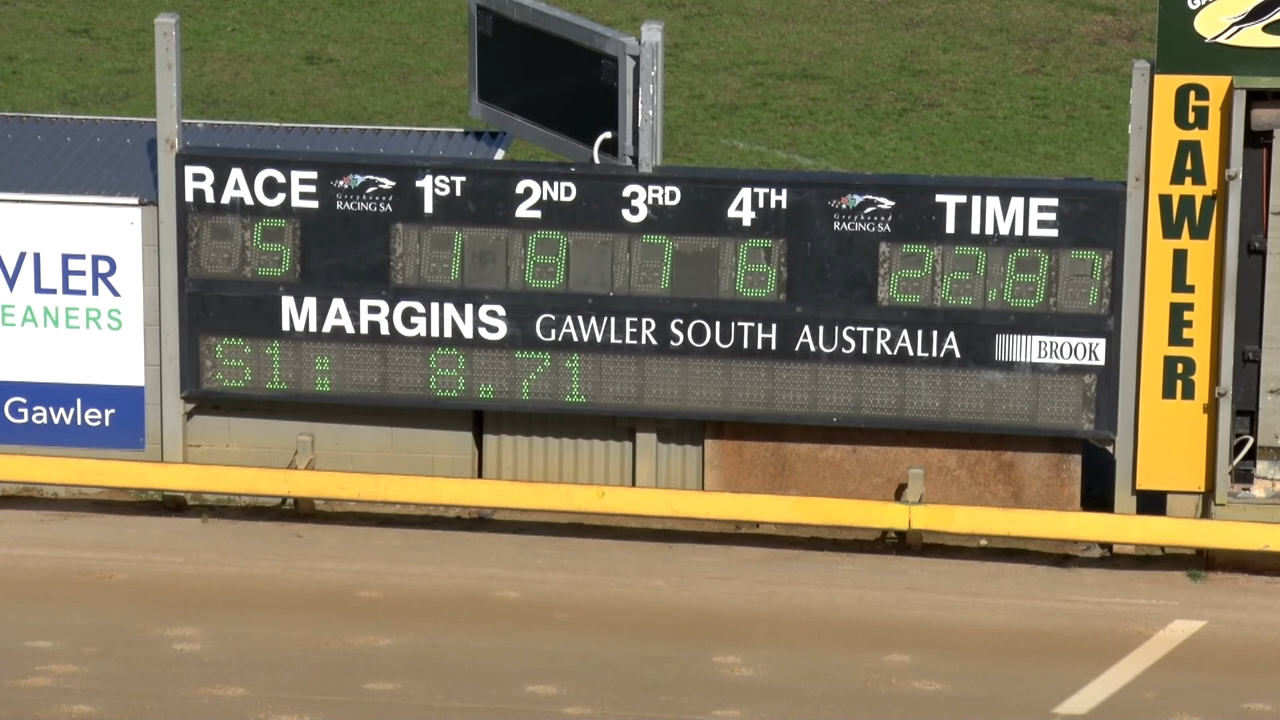 GAWLER
RACE 1ST 2ND 3RD 4TH TIME
Greyhound
RACING SA
Greyhound
RACING SA
5 1 8 7 6 22.87
MARGINS GAWLER SOUTH AUSTRALIA BROOK
S1: 8.71
WLER
EANERS
Gawler